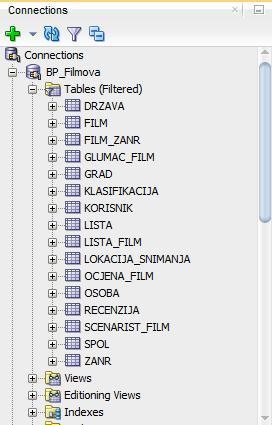 Connections
Connections
BP_Filmova
Tables (Filtered)
DRZAVA
FILM
FILM_ZANR
GLUMAC_FILM
GRAD
KLASIFIKACIJA
KORISNIK
LISTA
LISTA_FILM
LOKACIJA_SNIMANJA
OCJENA_FILM
OSOBA
RECENZIJA
SCENARIST_FILM
SPOL
ZANR
Views
Editioning Views
Indexes